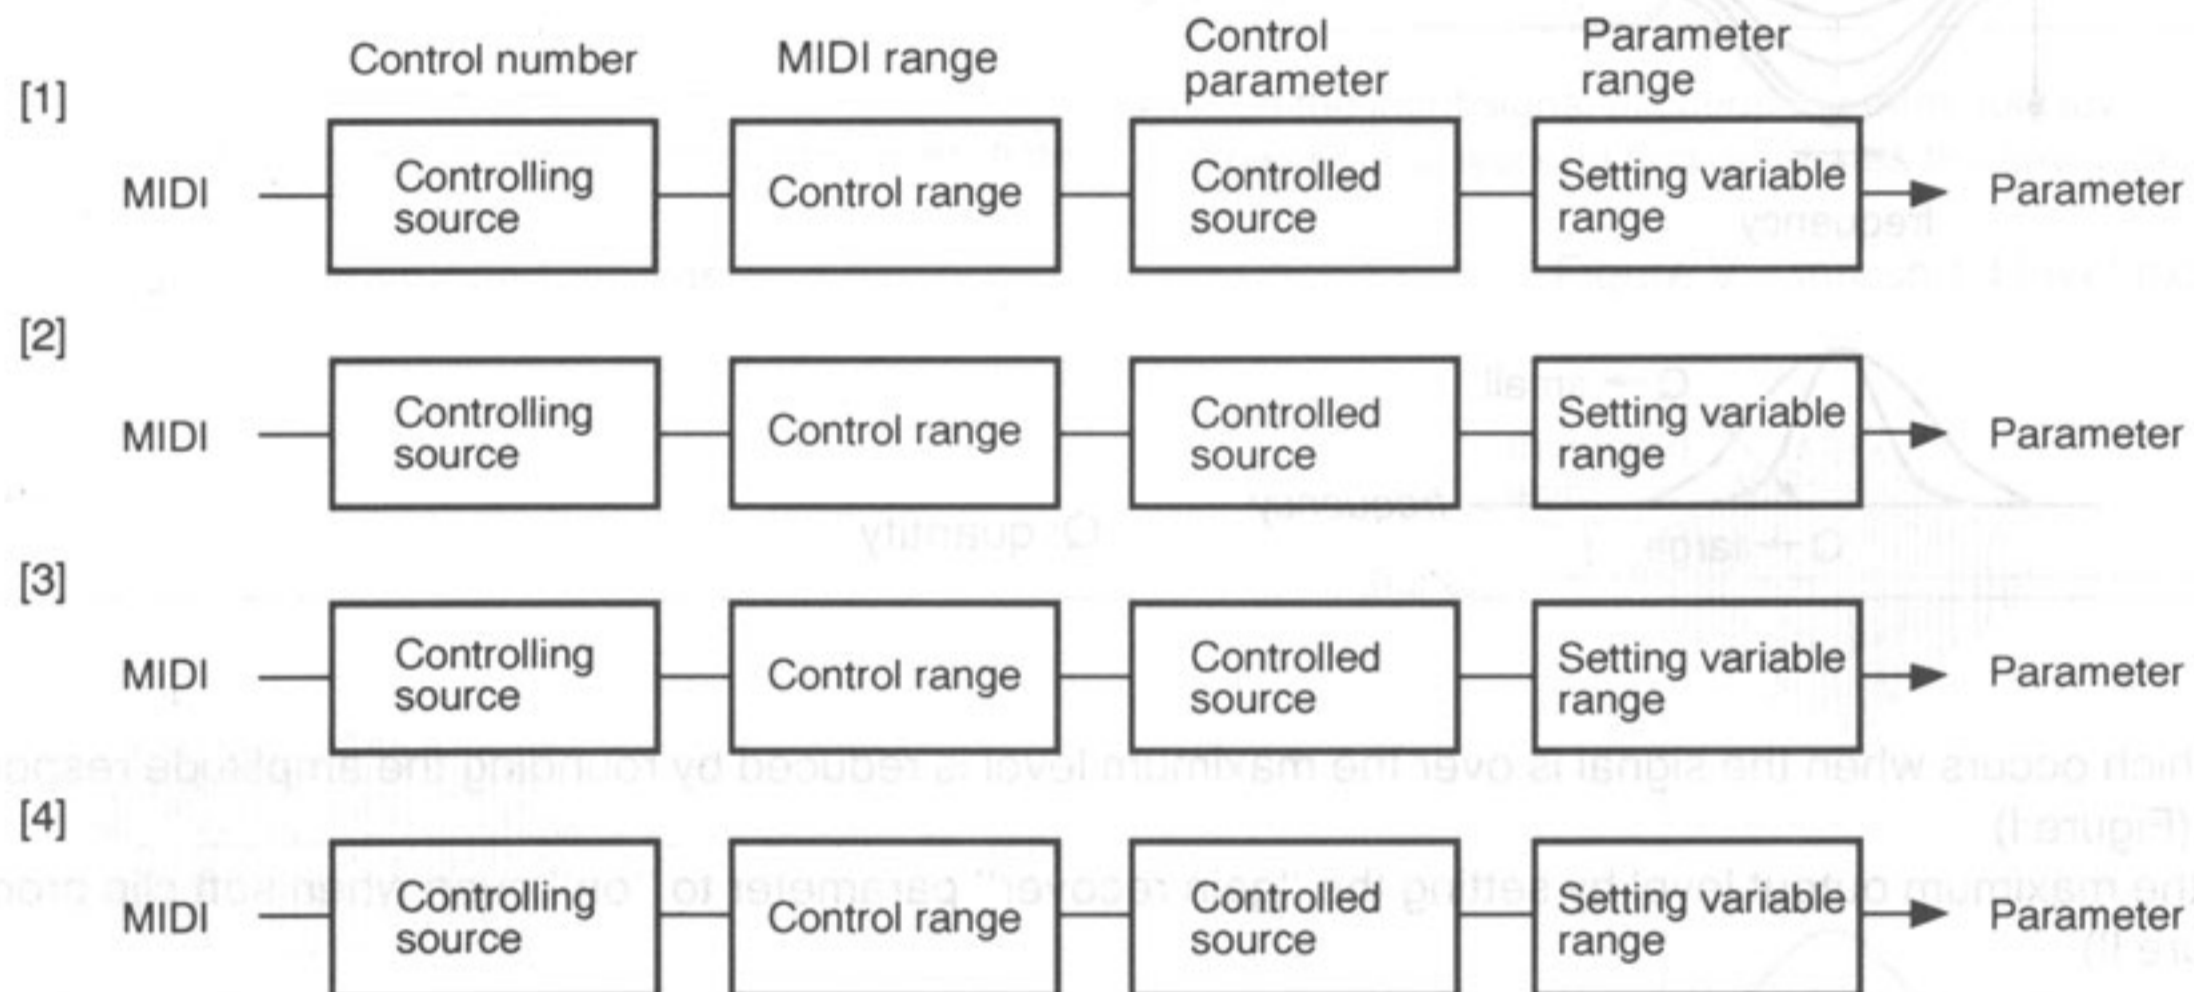 Control number MIDI range Control parameter Parameter range
[1]
MIDI Controlling source Control range Controlled source Setting variable range Parameter
[2]
MIDI Controlling source Control range Controlled source Setting variable range Parameter
[3]
MIDI Controlling source Control range Controlled source Setting variable range Parameter
[4]
MIDI Controlling source Control range Controlled source Setting variable range Parameter